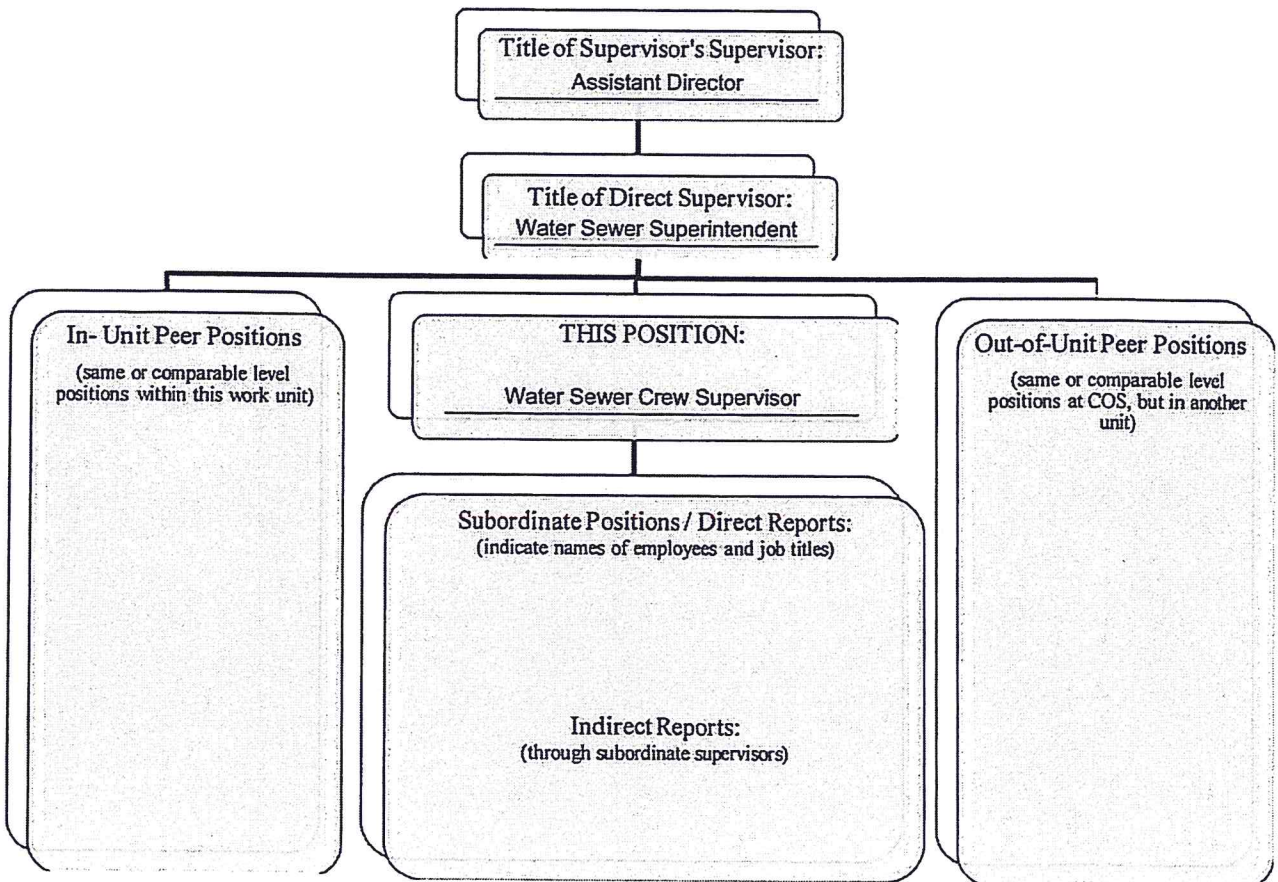 Title of Supervisor's Supervisor:
Assistant Director
Title of Direct Supervisor:
Water Sewer Superintendent
In- Unit Peer Positions
(same or comparable level
positions within this work unit)
THIS POSITION:
Water Sewer Crew Supervisor
Out-of-Unit Peer Positions
(same or comparable level
positions at COS, but in another
unit)
Subordinate Positions / Direct Reports:
(indicate names of employees and job titles)
Indirect Reports:
(through subordinate supervisors)